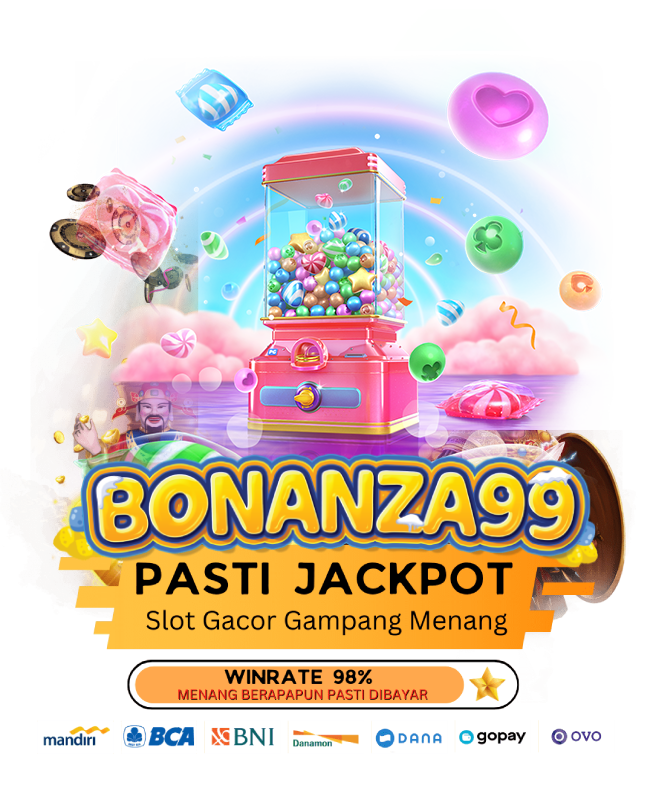 BONANZA99
PASTI JACKPOT
Slot Gacor Gampang Menang
WINRATE 98%
MENANG BERAPAPUN PASTI DIBAYAR
mandiri BCA BNI Danamon DANA gopay OVO